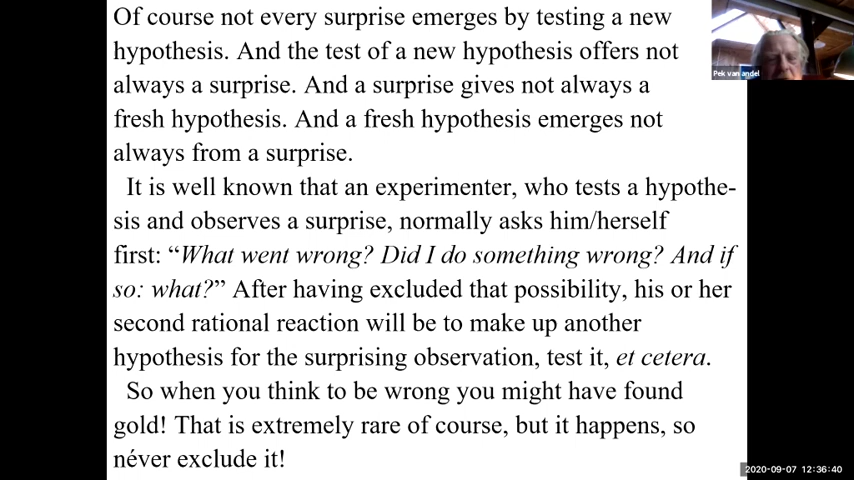 Of course not every surprise emerges by testing a new
hypothesis. And the test of a new hypothesis offers not
always a surprise. And a surprise gives not always a
fresh hypothesis. And a fresh hypothesis emerges not
always from a surprise.
It is well known that an experimenter, who tests a hypothe-
sis and observes a surprise, normally asks him/herself
first: “What went wrong? Did I do something wrong? And if
so: what?” After having excluded that possibility, his or her
second rational reaction will be to make up another
hypothesis for the surprising observation, test it, et cetera.
So when you think to be wrong you might have found
gold! That is extremely rare of course, but it happens, so
néver exclude it!
Pek van andel
2020-09-07 12:36:40